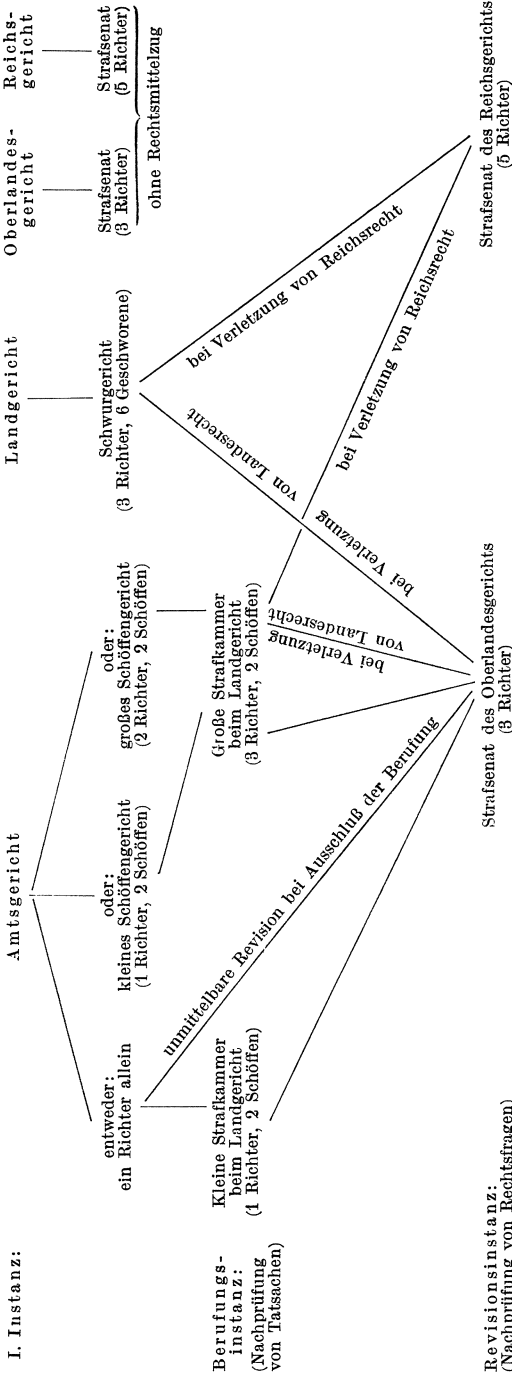 I. Instanz:
Amtsgericht
Landgericht
Oberlandes-
gericht
Reichs-
gericht
entweder:
ein Richter allein
oder:
kleines Schöffengericht
(1 Richter, 2 Schöffen)
oder:
großes Schöffengericht
(2 Richter, 2 Schöffen)
Schwurgericht
(3 Richter, 6 Geschworene)
Strafsenat
(3 Richter)
Strafsenat
(5 Richter)
ohne Rechtsmittelzug
Berufungs-
instanz:
(Nachprüfung
von Tatsachen)
Kleine Strafkammer
beim Landgericht
(1 Richter, 2 Schöffen)
Große Strafkammer
beim Landgericht
(3 Richter, 2 Schöffen)
unmittelbare Revision bei Ausschluß der Berufung
bei Verletzung
von Landesrecht
bei Verletzung von Reichsrecht
bei Verletzung
von Landesrecht
bei Verletzung von Reichsrecht
Revisionsinstanz:
(Nachprüfung von Rechtsfragen)
Strafsenat des Oberlandesgerichts
(3 Richter)
Strafsenat des Reichsgerichts
(5 Richter)